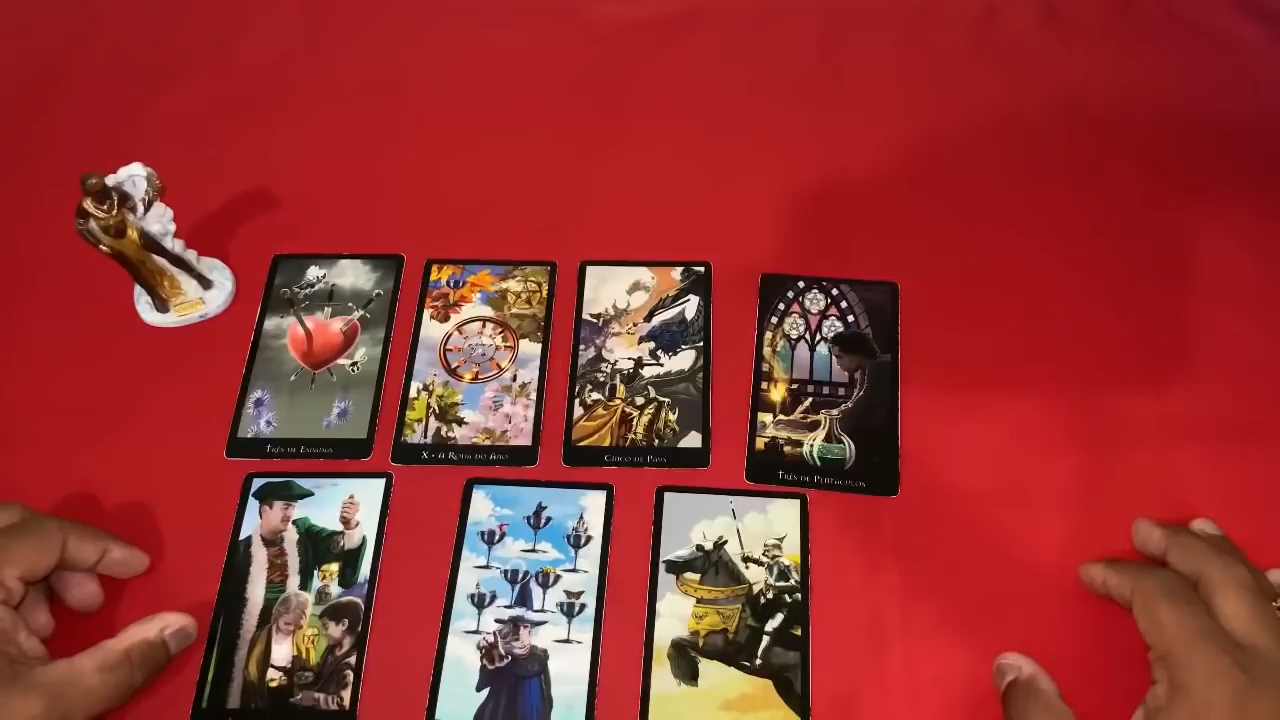 Três de Espadas
X • A Roda do Ano
Cinco de Paus
Três de Pentáculos